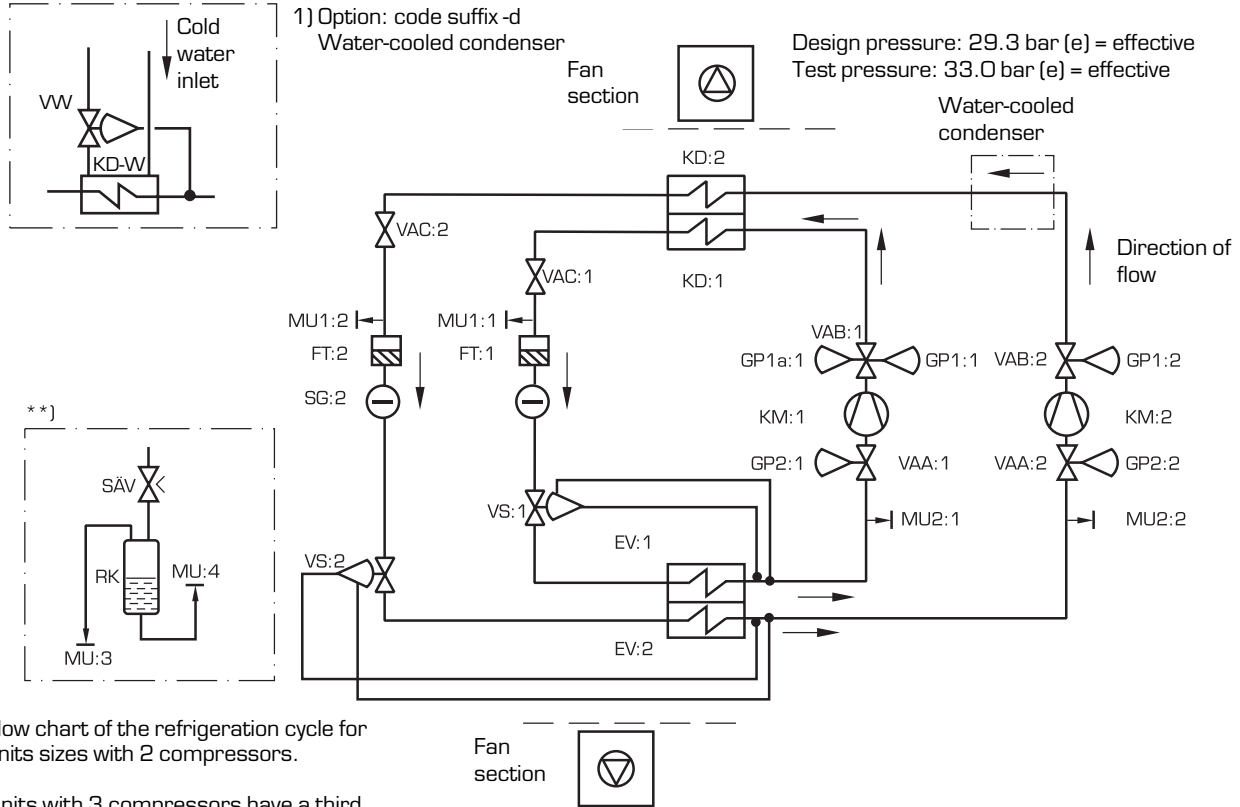 Cold
water
inlet
VW
KD-W
1) Option: code suffix -d
Water-cooled condenser
Fan
section
Design pressure: 29.3 bar (e) = effective
Test pressure: 33.0 bar (e) = effective
Water-cooled
condenser
KD:2
VAC:2
VAC:1
KD:1
Direction of
flow
MU1:2
MU1:1
FT:2
FT:1
SG:2
VAB:1
GP1a:1
GP1:1
VAB:2
GP1:2
KM:1
KM:2
GP2:1
VAA:1
VAA:2
GP2:2
MU2:1
MU2:2
**)
SÄV
RK
MU:4
MU:3
VS:1
EV:1
VS:2
EV:2
low chart of the refrigeration cycle for
nits sizes with 2 compressors.
Fan
section
nits with 3 compressors have a third